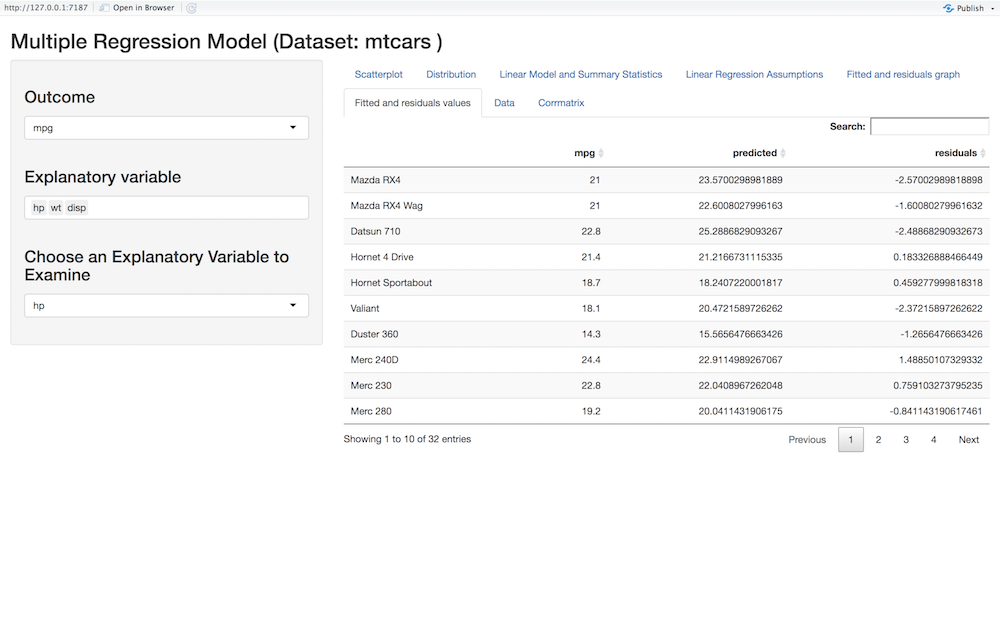 http://127.0.0.1:7187 Open in Browser Publish
Multiple Regression Model (Dataset: mtcars )
Outcome
mpg
Explanatory variable
hp wt disp
Choose an Explanatory Variable to
Examine
hp
Scatterplot Distribution Linear Model and Summary Statistics Linear Regression Assumptions Fitted and residuals graph
Fitted and residuals values Data Corrmatrix
Search:
mpg predicted residuals
Mazda RX4 21 23.5700298981889 -2.57002989818898
Mazda RX4 Wag 21 22.6008027996163 -1.60080279961632
Datsun 710 22.8 25.2886829093267 -2.48868290932673
Hornet 4 Drive 21.4 21.2166731115335 0.183326888466449
Hornet Sportabout 18.7 18.2407220001817 0.459277999818318
Valiant 18.1 20.4721589726262 -2.37215897262622
Duster 360 14.3 15.5656476663426 -1.2656476663426
Merc 240D 24.4 22.9114989267067 1.48850107329332
Merc 230 22.8 22.0408967262048 0.759103273795235
Merc 280 19.2 20.0411431906175 -0.841143190617461
Showing 1 to 10 of 32 entries
Previous 1 2 3 4 Next